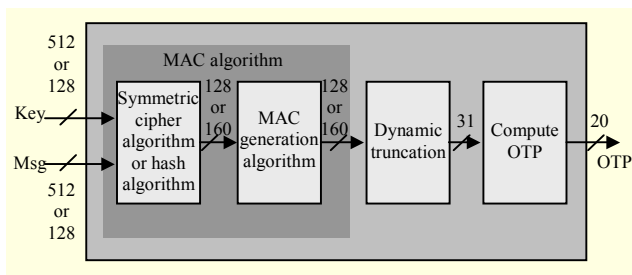 512
or
128
Key
Msg
512
or
128
MAC algorithm
Symmetric
cipher
algorithm
or hash
algorithm
128
or
160
MAC
generation
algorithm
128
or
160
Dynamic
truncation
31
Compute
OTP
20
OTP